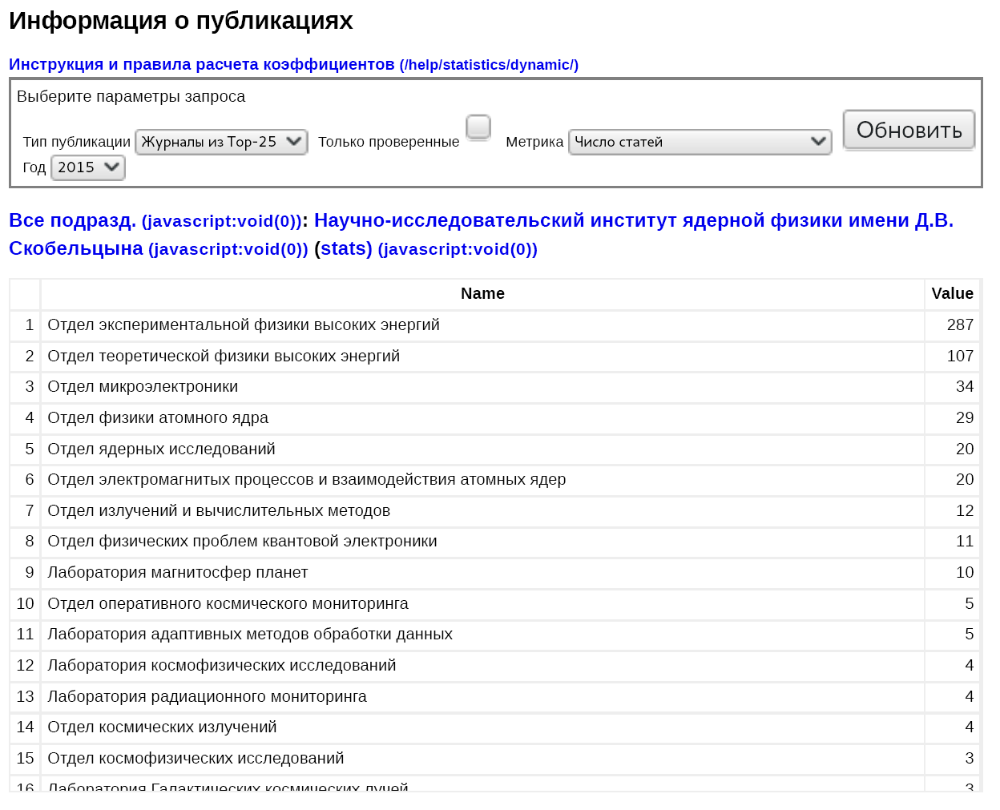 Информация о публикациях
Инструкция и правила расчета коэффициентов (/help/statistics/dynamic/)
Выберите параметры запроса
Тип публикации Журналы из Top-25 Только проверенные Метрика Число статей Обновить
Год 2015
Все подразд. (javascript:void(0)): Научно-исследовательский институт ядерной физики имени Д.В.
Скобельцына (javascript:void(0)) (stats) (javascript:void(0))
Name Value
1 Отдел экспериментальной физики высоких энергий 287
2 Отдел теоретической физики высоких энергий 107
3 Отдел микроэлектроники 34
4 Отдел физики атомного ядра 29
5 Отдел ядерных исследований 20
6 Отдел электромагнитых процессов и взаимодействия атомных ядер 20
7 Отдел излучений и вычислительных методов 12
8 Отдел физических проблем квантовой электроники 11
9 Лаборатория магнитосфер планет 10
10 Отдел оперативного космического мониторинга 5
11 Лаборатория адаптивных методов обработки данных 5
12 Лаборатория космофизических исследований 4
13 Лаборатория радиационного мониторинга 4
14 Отдел космических излучений 4
15 Отдел космофизических исследований 3
16 Лаборатория Галактических космических лучей 3